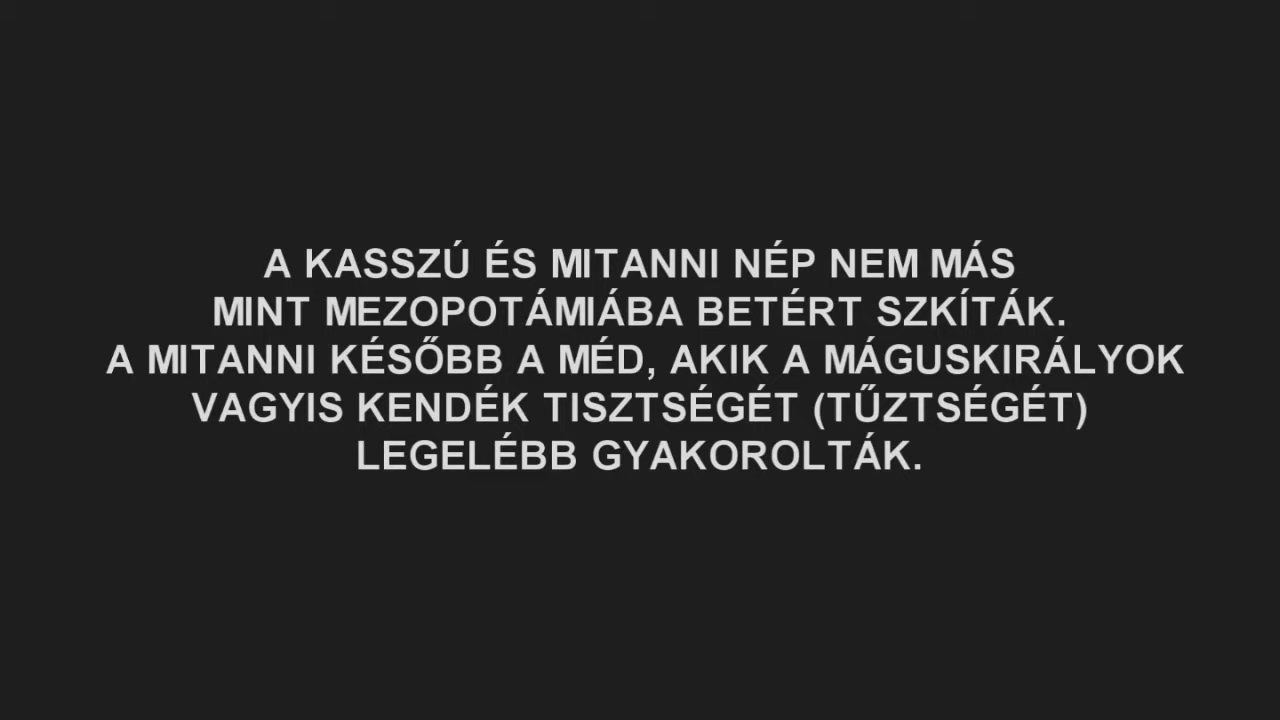 A KASSZÚ ÉS MITANNI NÉP NEM MÁS
MINT MEZOPOTÁMIÁBA BETÉRT SZKÍTÁK.
A MITANNI KÉSŐBB A MÉD, AKIK A MÁGUSKIRÁLYOK
VAGYIS KENDÉK TISZTSÉGÉT (TŰZTSÉGÉT)
LEGELÉBB GYAKOROLTÁK.